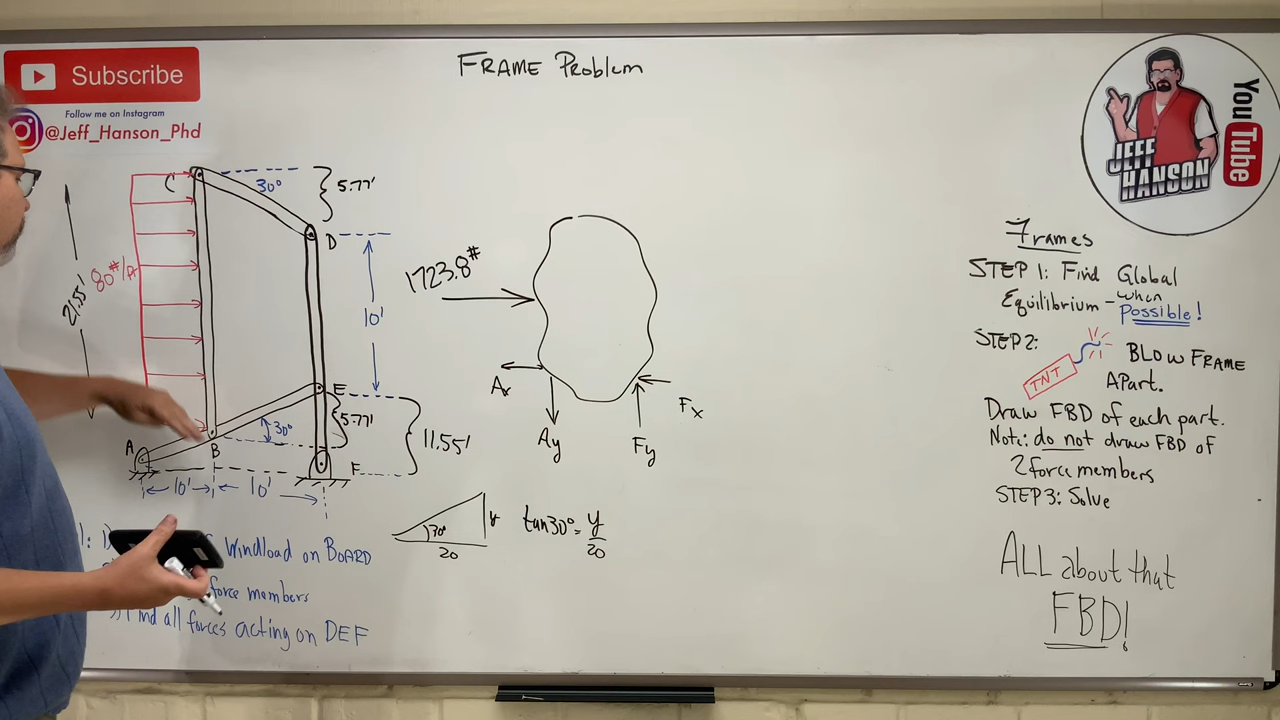 Subscribe
Follow me on Instagram
@Jeff_Hanson_Phd
FRAME Problem
YouTube
JEFF
HANSON
C
30°
5.77'
D
80#/ft
21.55'
10'
E
5.77'
30°
11.55'
A
B
F
10'
10'
1723.8#
Ax
Ay
Fx
Fy
30°
20
y
tan30° = y/20
Windload on BOARD
force members
Find all forces acting on DEF
Frames
STEP 1: Find Global
Equilibrium - when
Possible!
STEP 2:
TNT
BLOW FRAME
APart.
Draw FBD of each part.
Note: do not draw FBD of
2 force members
STEP 3: Solve
ALL about that
FBD!